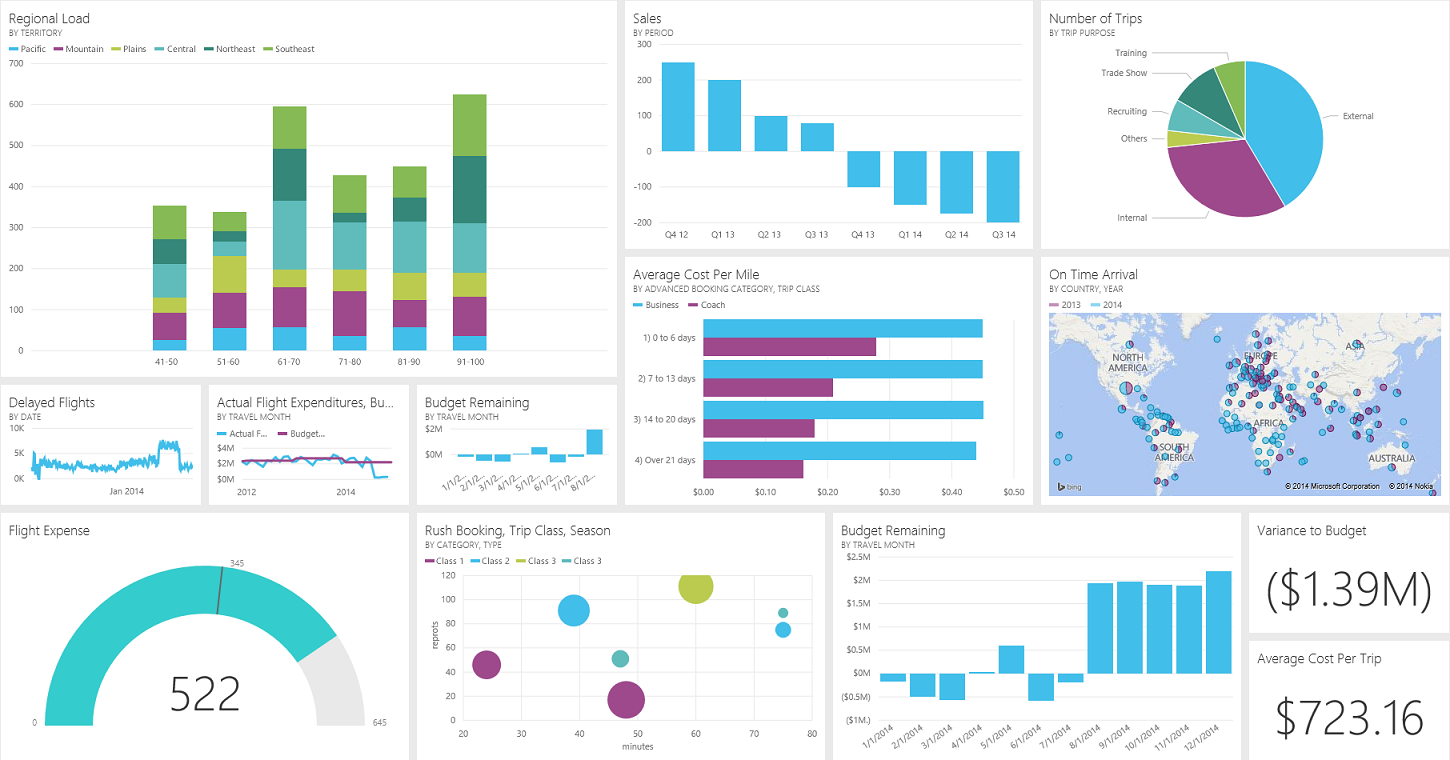 Regional Load
BY TERRITORY
Pacific Mountain Plains Central Northeast Southeast
700
600
500
400
300
200
100
0
41-50 51-60 61-70 71-80 81-90 91-100
Sales
BY PERIOD
300
200
100
0
-100
-200
Q4 12 Q1 13 Q2 13 Q3 13 Q4 13 Q1 14 Q2 14 Q3 14
Number of Trips
BY TRIP PURPOSE
Training
Trade Show
Recruiting
Others
External
Internal
Average Cost Per Mile
BY ADVANCED BOOKING CATEGORY, TRIP CLASS
Business Coach
1) 0 to 6 days
2) 7 to 13 days
3) 14 to 20 days
4) Over 21 days
$0.00 $0.10 $0.20 $0.30 $0.40 $0.50
On Time Arrival
BY COUNTRY, YEAR
2013 2014
NORTH
AMERICA
EUROPE
ASIA
AFRICA
SOUTH
AMERICA
AUSTRALIA
bing
© 2014 Microsoft Corporation © 2014 Nokia
Delayed Flights
BY DATE
10K
5K
0K
Jan 2014
Actual Flight Expenditures, Bu...
BY TRAVEL MONTH
Actual F... Budget...
$4M
$2M
$0M
2012 2014
Budget Remaining
BY TRAVEL MONTH
$2M
$0M
1/1/2... 2/1/2... 3/1/2... 4/1/2... 5/1/2... 6/1/2... 7/1/2... 8/1/2...
Flight Expense
345
522
0
645
Rush Booking, Trip Class, Season
BY CATEGORY, TYPE
Class 1 Class 2 Class 3 Class 3
reprots
120
100
80
60
40
20
0
20 30 40 50 60 70 80
minutes
Budget Remaining
BY TRAVEL MONTH
$2.5M
$2M
$1.5M
$1M
$0.5M
$0M
($0.5M)
($1M)
1/1/2014 2/1/2014 3/1/2014 4/1/2014 5/1/2014 6/1/2014 7/1/2014 8/1/2014 9/1/2014 10/1/2014 11/1/2014 12/1/2014
Variance to Budget
($1.39M)
Average Cost Per Trip
$723.16